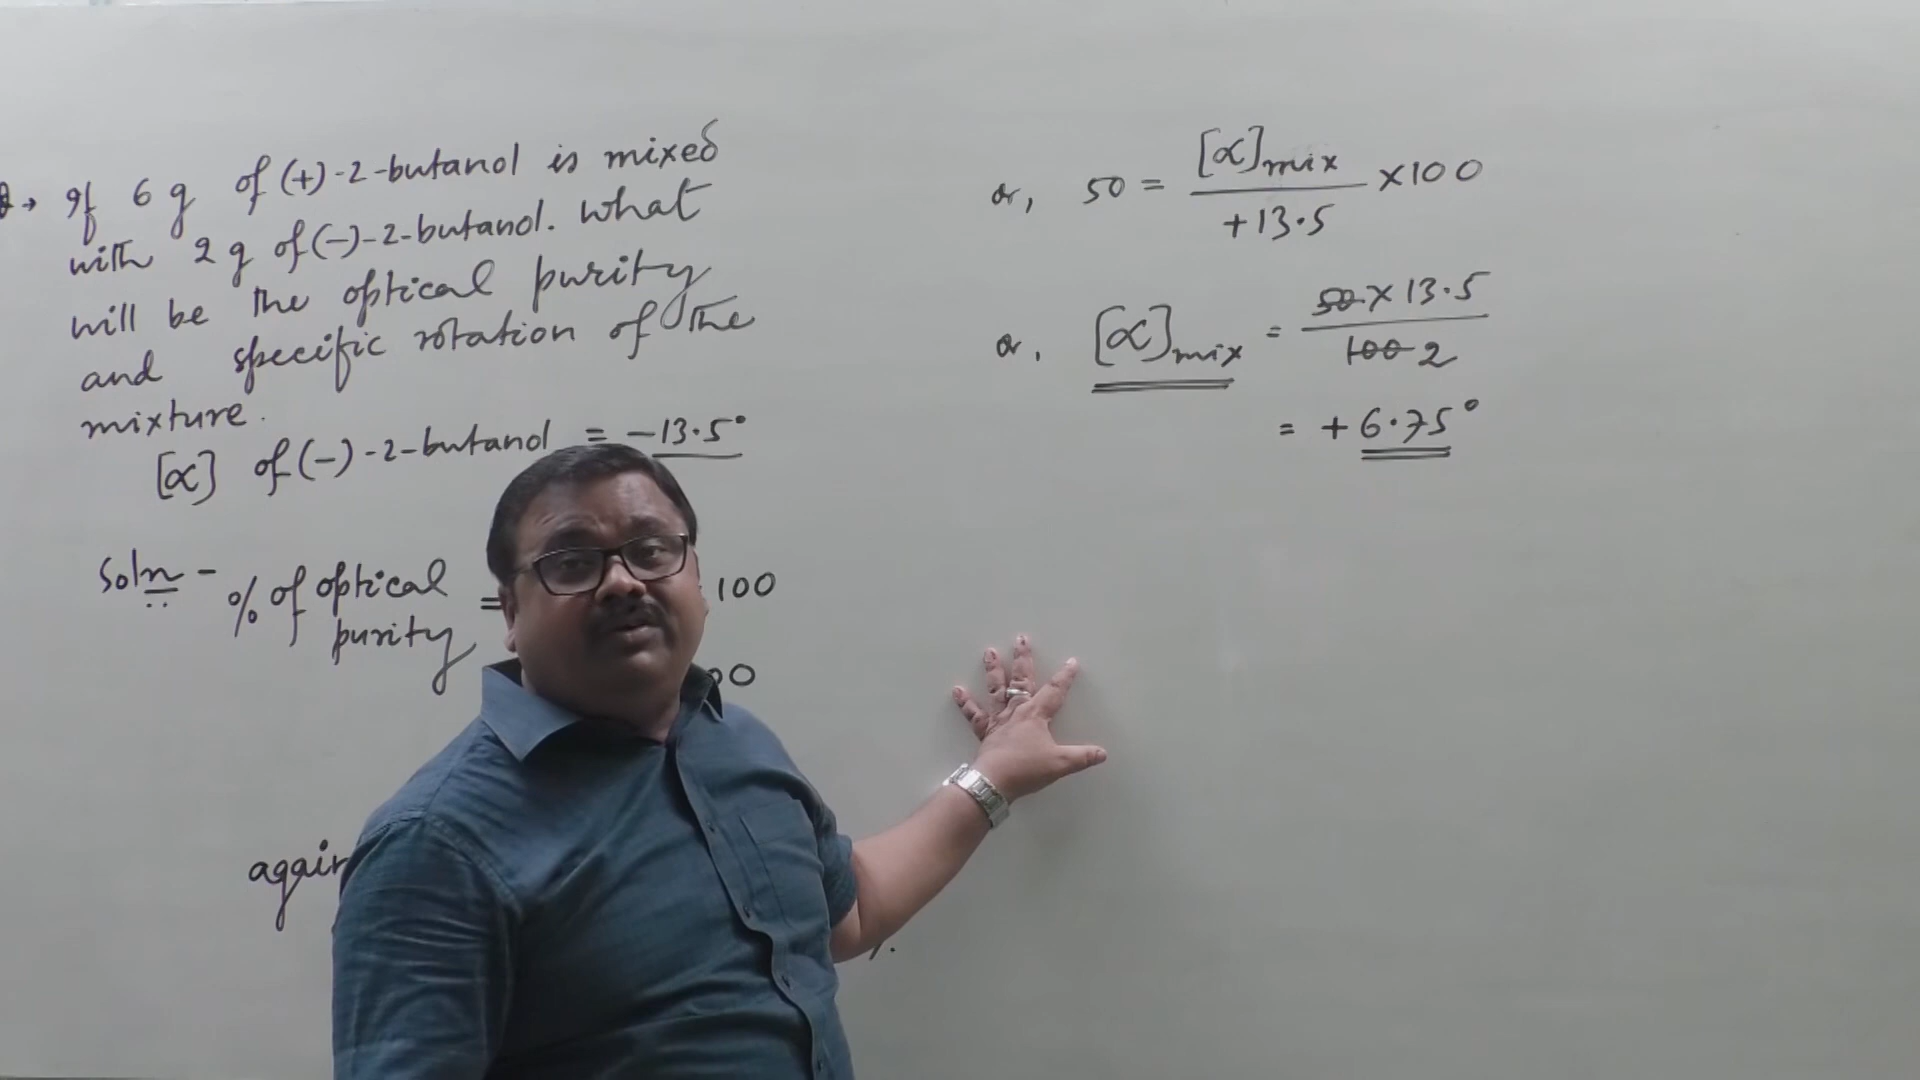 Q→ If 6 g of (+)-2-butanol is mixed
with 2 g of (-)-2-butanol. What
will be the optical purity
and specific rotation of the
mixture.
[α] of (-)-2-butanol = -13.5°
Soln - % of optical
purity =
100
again
%.
or, 50 = [α]mix / +13.5 ×100
or, [α]mix = 50×13.5 / 100 2
= +6.75°